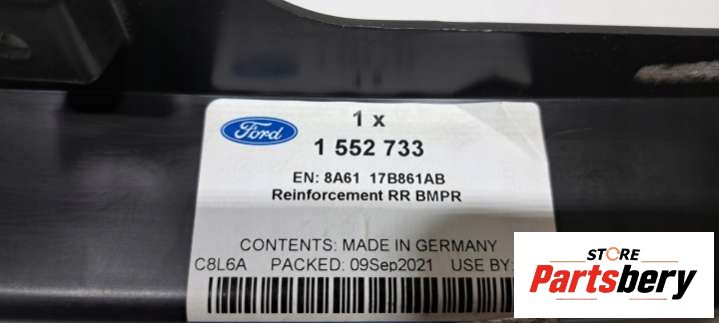 Ford
1 x
1 552 733
EN: 8A61 17B861AB
Reinforcement RR BMPR
CONTENTS: MADE IN GERMANY
C8L6A PACKED: 09Sep2021 USE BY:
STORE
Partsbery